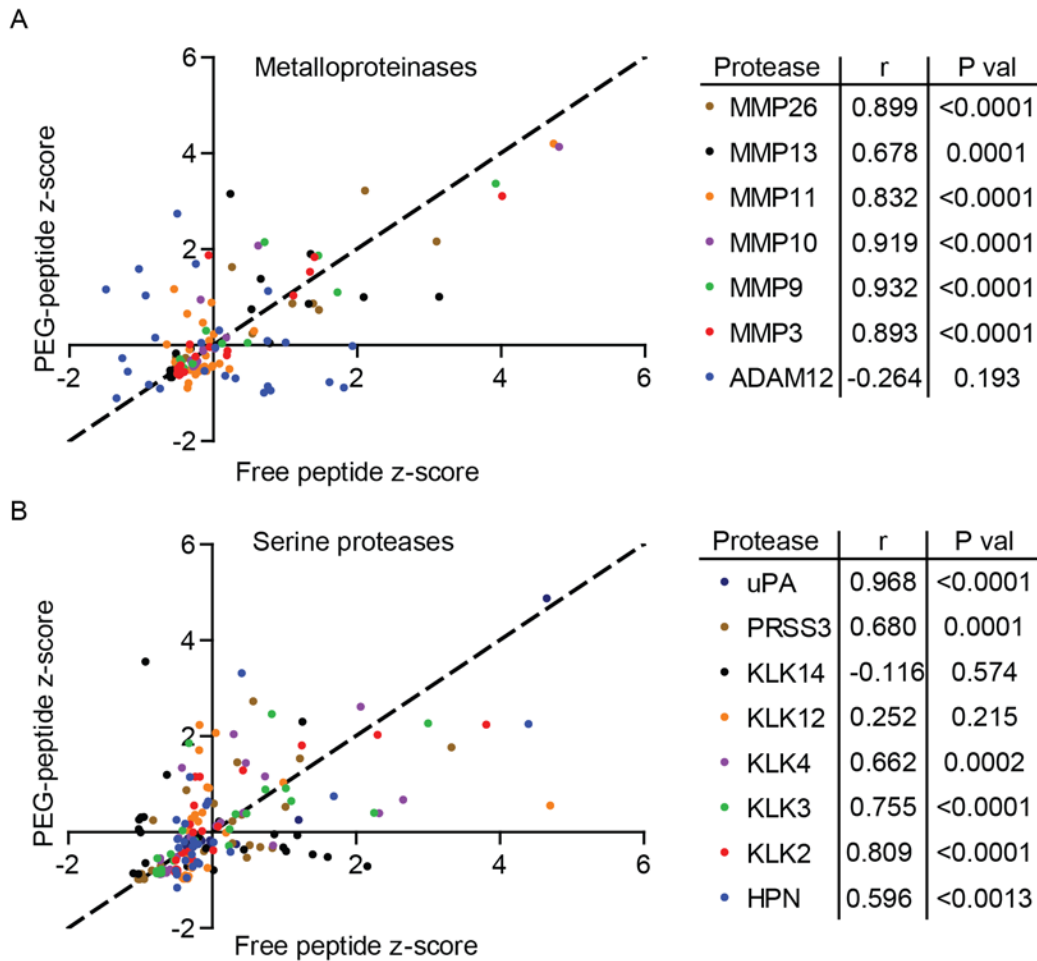 A
Metalloproteinases
PEG-peptide z-score
6
4
2
-2
-2
2
4
6
Free peptide z-score
Protease r P val
MMP26 0.899 <0.0001
MMP13 0.678 0.0001
MMP11 0.832 <0.0001
MMP10 0.919 <0.0001
MMP9 0.932 <0.0001
MMP3 0.893 <0.0001
ADAM12 -0.264 0.193
B
Serine proteases
PEG-peptide z-score
6
4
2
-2
-2
2
4
6
Free peptide z-score
Protease r P val
uPA 0.968 <0.0001
PRSS3 0.680 0.0001
KLK14 -0.116 0.574
KLK12 0.252 0.215
KLK4 0.662 0.0002
KLK3 0.755 <0.0001
KLK2 0.809 <0.0001
HPN 0.596 <0.0013